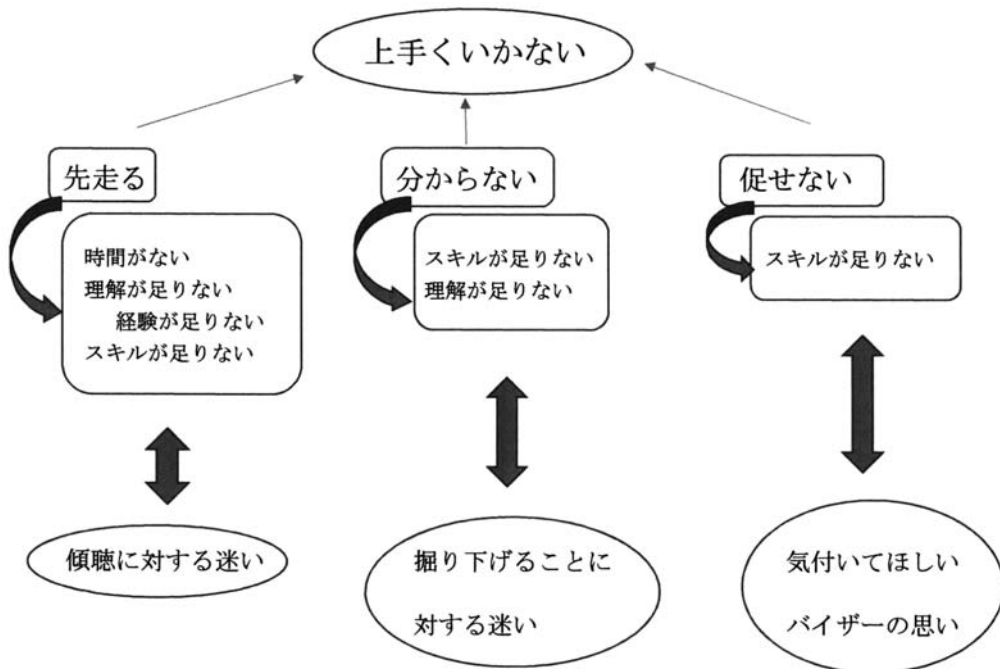 上手くいかない
先走る
時間がない
理解が足りない
経験が足りない
スキルが足りない
傾聴に対する迷い
分からない
スキルが足りない
理解が足りない
掘り下げることに
対する迷い
促せない
スキルが足りない
気付いてほしい
バイザーの思い